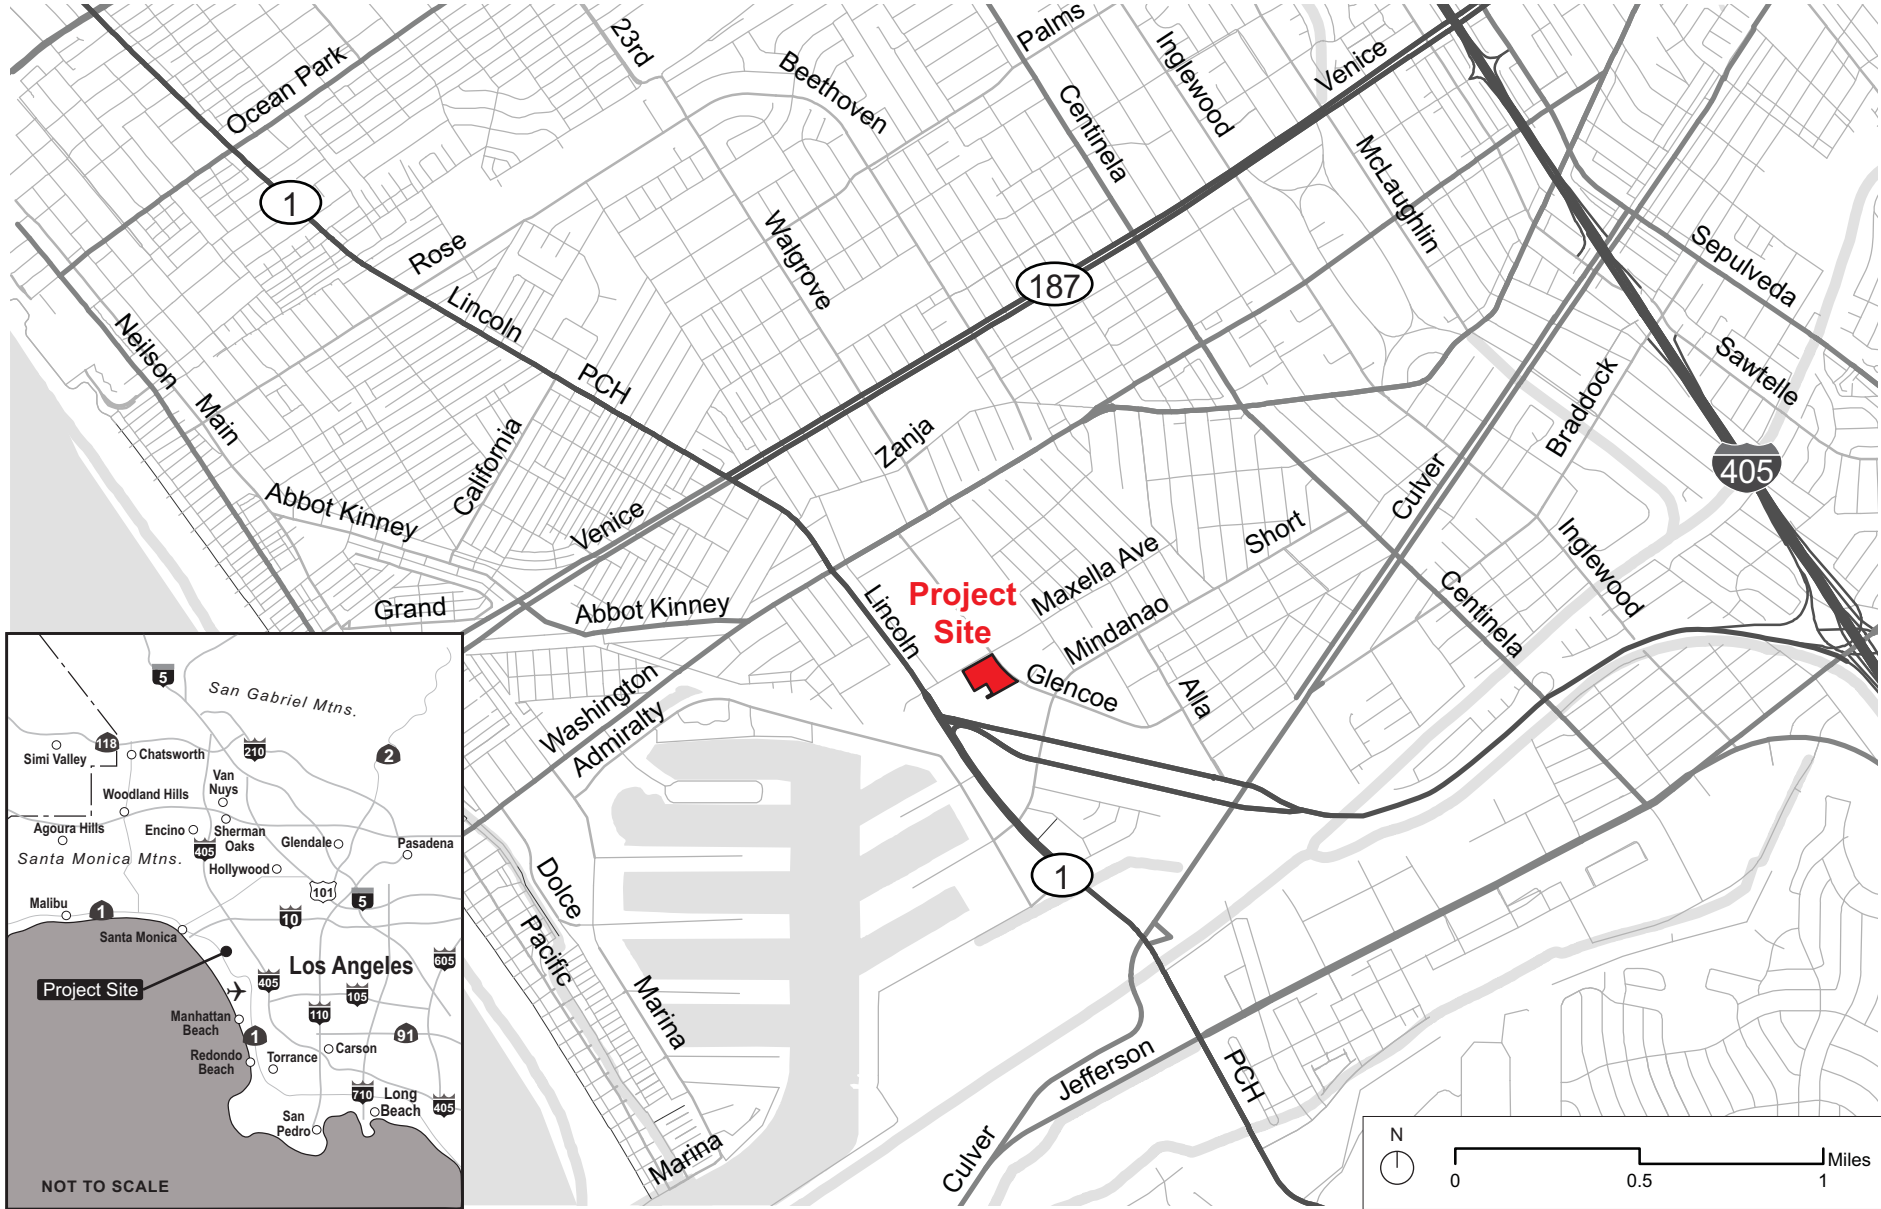 23rd
Palms
Inglewood
Venice
Ocean Park
Beethoven
Centinela
McLaughlin
1
Rose
Walgrove
187
Sepulveda
Lincoln
Neilson
PCH
Sawtelle
Main
California
Zanja
Braddock
405
Culver
Abbot Kinney
Venice
Short
Inglewood
Maxella Ave
Centinela
Grand
Abbot Kinney
Lincoln
Project
Site
Mindanao
Glencoe
Alla
Washington
Admiralty
Dolce
1
Pacific
Marina
Jefferson
PCH
Marina
Culver
5
San Gabriel Mtns.
118
Simi Valley
Chatsworth
210
2
Van
Nuys
Woodland Hills
Agoura Hills
Encino
Sherman
Oaks
Glendale
Pasadena
405
Santa Monica Mtns.
Hollywood
101
5
Malibu
1
10
Santa Monica
Los Angeles
605
Project Site
405
105
110
Manhattan
Beach
1
91
Redondo
Beach
Torrance
Carson
710
Long
Beach
405
San
Pedro
NOT TO SCALE
N
Miles
0
0.5
1